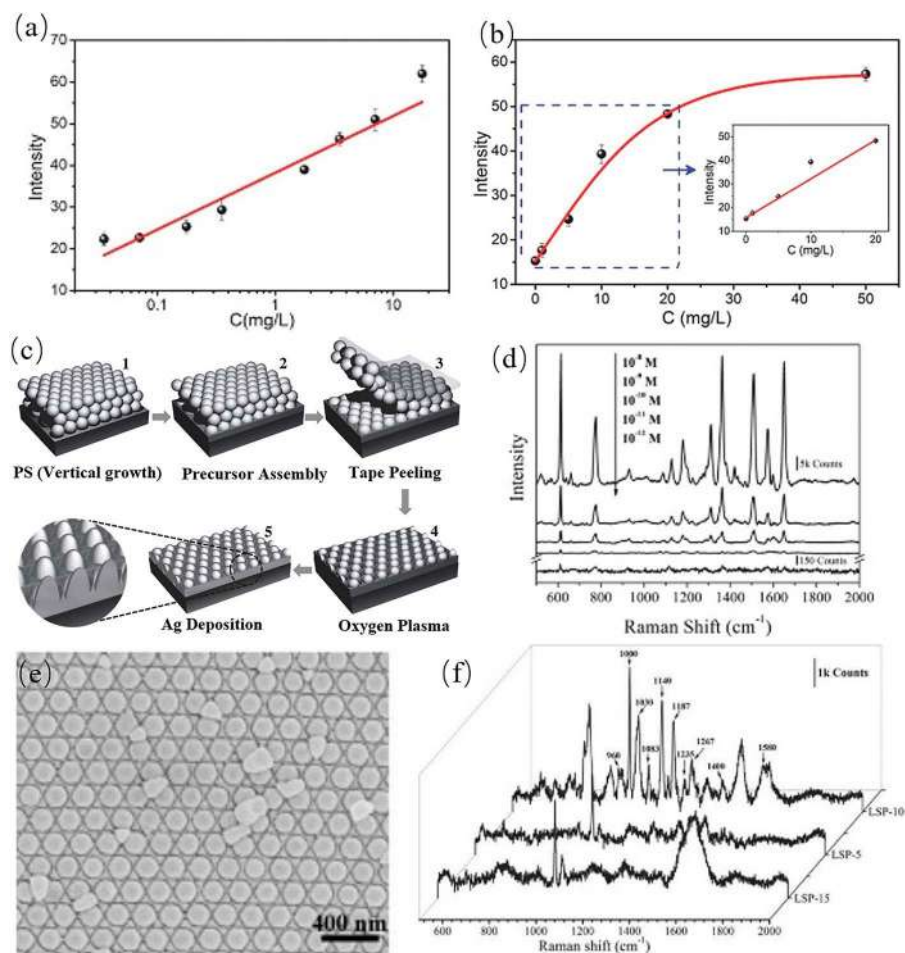 (a)
70
60
50
40
30
20
10
Intensity
0.1
1
10
C(mg/L)
(b)
60
50
40
30
20
10
Intensity
0
10
20
30
40
50
C (mg/L)
50
40
30
20
10
Intensity
0
10
20
C (mg/L)
(c)
1
2
3
PS (Vertical growth)
Precursor Assembly
Tape Peeling
5
4
Ag Deposition
Oxygen Plasma
(d)
10⁻⁸ M
10⁻⁹ M
10⁻¹⁰ M
10⁻¹¹ M
10⁻¹² M
5k Counts
150 Counts
Intensity
600 800 1000 1200 1400 1600 1800 2000
Raman Shift (cm⁻¹)
(e)
400 nm
(f)
1k Counts
1000
1030
1140
1187
960
1083
1235
1267
1400
1580
LSP-10
LSP-5
LSP-15
600 800 1000 1200 1400 1600 1800 2000
Raman shift (cm⁻¹)